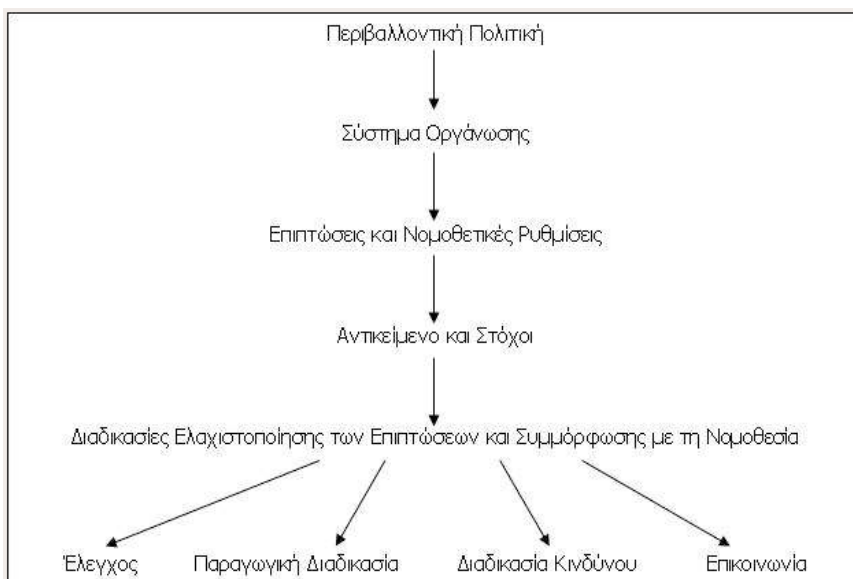 Περιβαλλοντική Πολιτική
Σύστημα Οργάνωσης
Επιπτώσεις και Νομοθετικές Ρυθμίσεις
Αντικείμενο και Στόχοι
Διαδικασίες Ελαχιστοποίησης των Επιπτώσεων και Συμμόρφωσης με τη Νομοθεσία
Έλεγχος Παραγωγική Διαδικασία Διαδικασία Κινδύνου Επικοινωνία